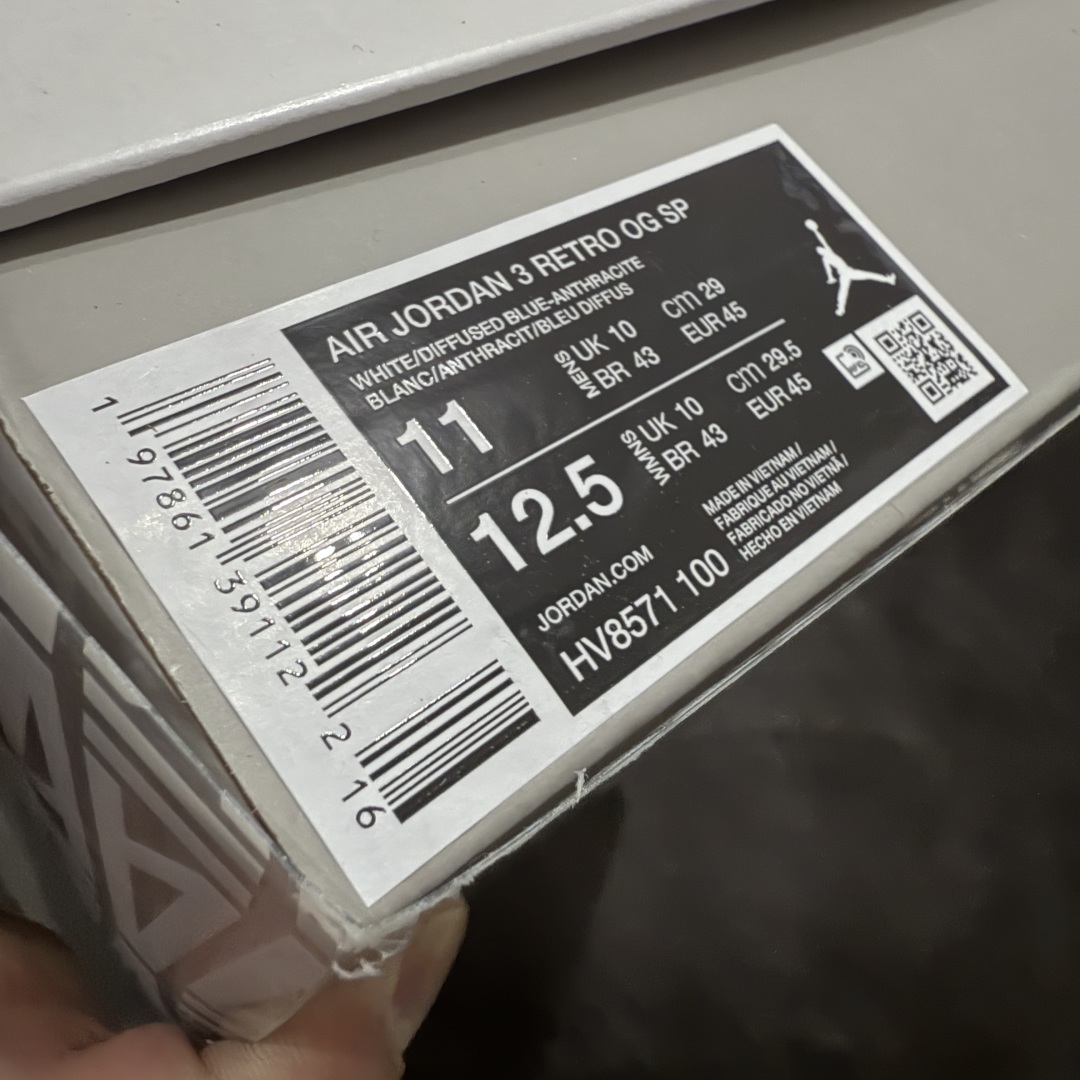 AIR JORDAN 3 RETRO OG SP
WHITE/DIFFUSED BLUE-ANTHRACITE
BLANC/ANTHRACIT/BLEU DIFFUS
11
MENS
UK 10
cm 29
BR 43
EUR 45
12.5
WMNS
UK 10
cm 29.5
BR 43
EUR 45
JORDAN.COM
HV8571 100
MADE IN VIETNAM/
FABRIQUE AU VIETNAM/
FABRICADO NO VIETNÃ/
HECHO EN VIETNAM
1 97861 39112 2
16